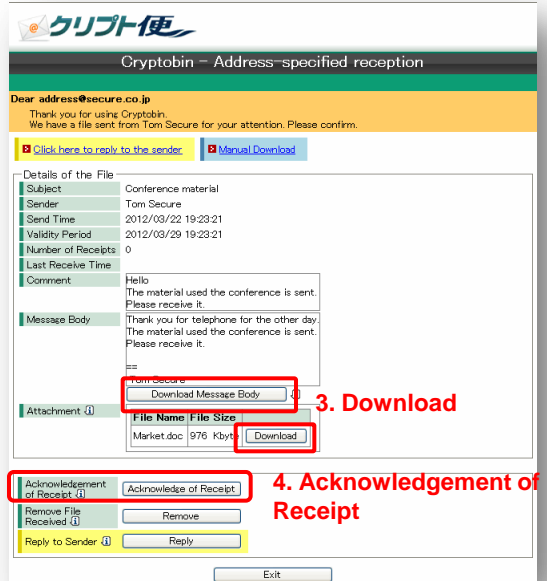 クリプト便
Cryptobin - Address-specified reception
Dear address@secure.co.jp
Thank you for using Cryptobin.
We have a file sent from Tom Secure for your attention. Please confirm.
Click here to reply to the sender Manual Download
Details of the File
Subject Conference material
Sender Tom Secure
Send Time 2012/03/22 19:23:21
Validity Period 2012/03/29 19:23:21
Number of Receipts 0
Last Receive Time
Comment Hello
The material used the conference is sent.
Please receive it.
Message Body Thank you for telephone for the other day.
The material used the conference is sent.
Please receive it.
==
Tom Secure
Download Message Body
3. Download
Attachment
File Name File Size
Market.doc 976 Kbyte Download
4. Acknowledgement of
Receipt
Acknowledgement
of Receipt Acknowledge of Receipt
Remove File
Received Remove
Reply to Sender Reply
Exit